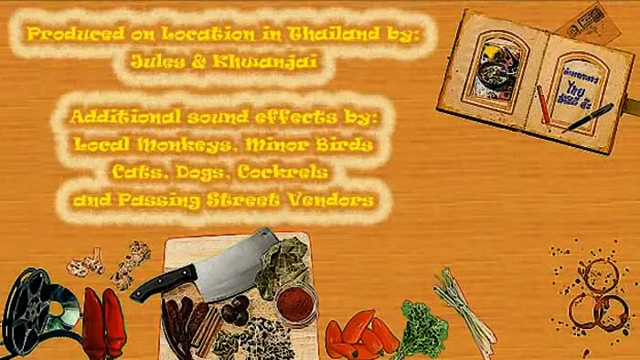 Produced on Location in Thailand by:
Jules & Khwanjai
Additional sound effects by:
Local Monkeys, Minor Birds
Cats, Dogs, Cockrels
and Passing Street Vendors